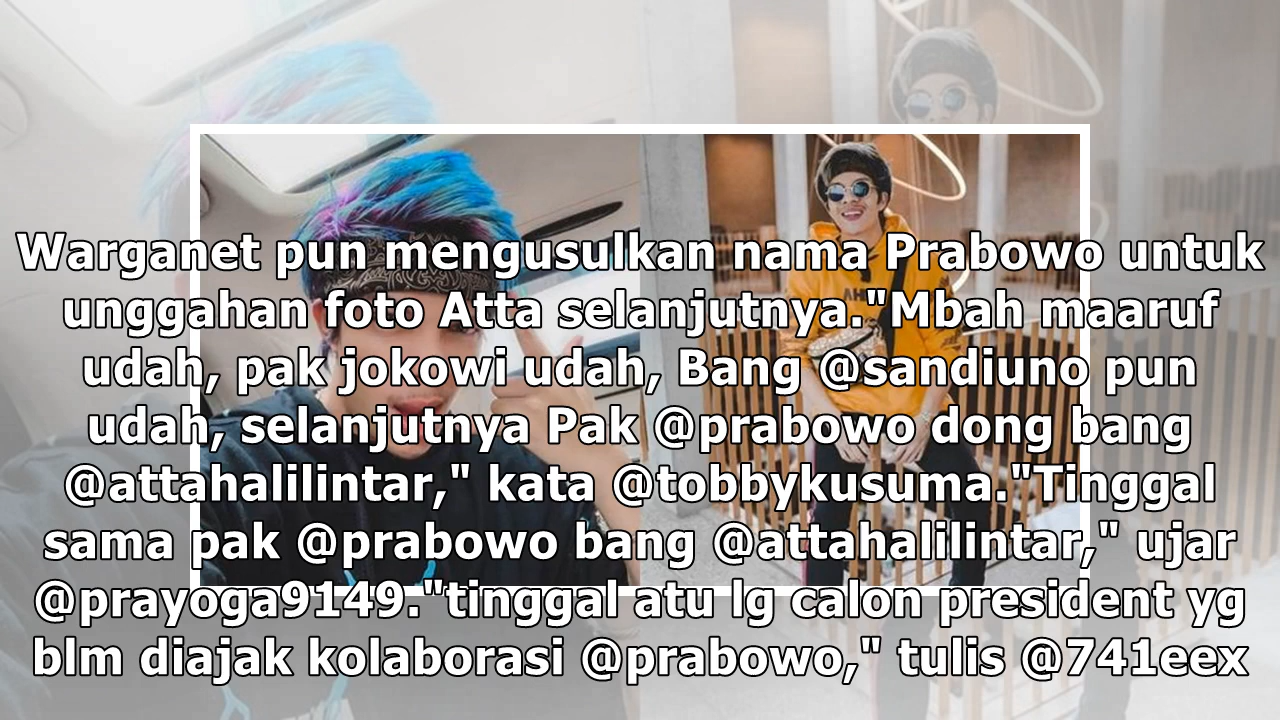 Warganet pun mengusulkan nama Prabowo untuk
unggahan foto Atta selanjutnya."Mbah maaruf
udah, pak jokowi udah, Bang @sandiuno pun
udah, selanjutnya Pak @prabowo dong bang
@attahalilintar," kata @tobbykusuma."Tinggal
sama pak @prabowo bang @attahalilintar," ujar
@prayoga9149."tinggal atu lg calon president yg
blm diajak kolaborasi @prabowo," tulis @741eex